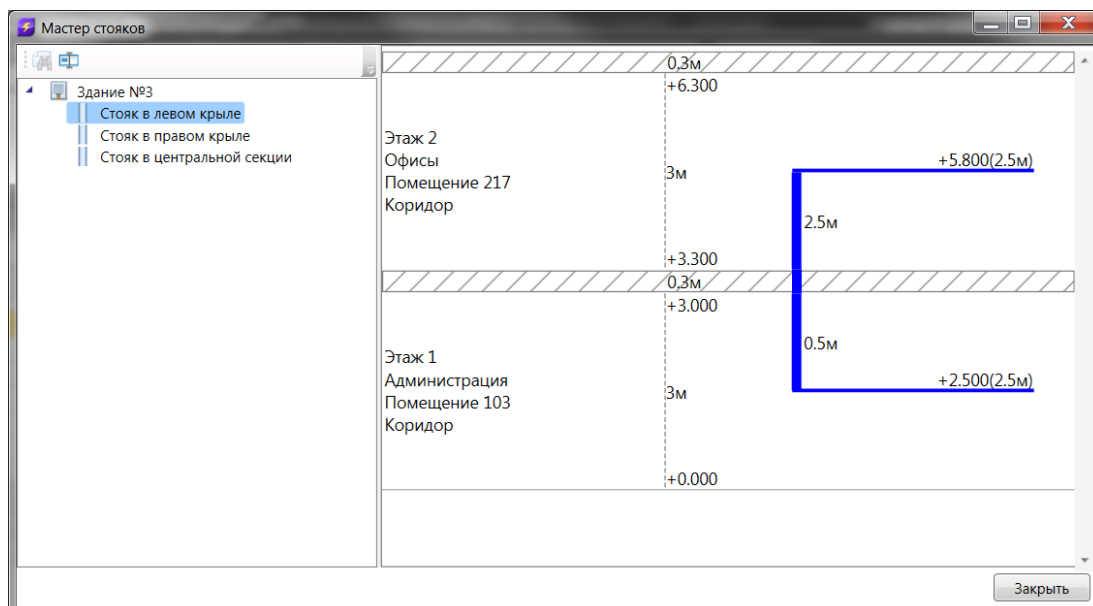 Мастер стояков
Здание №3
Стояк в левом крыле
Стояк в правом крыле
Стояк в центральной секции
0,3м
+6.300
Этаж 2
Офисы
Помещение 217
Коридор
3м
+5.800(2.5м)
2.5м
+3.300
0,3м
+3.000
Этаж 1
Администрация
Помещение 103
Коридор
3м
0.5м
+2.500(2.5м)
+0.000
Закрыть